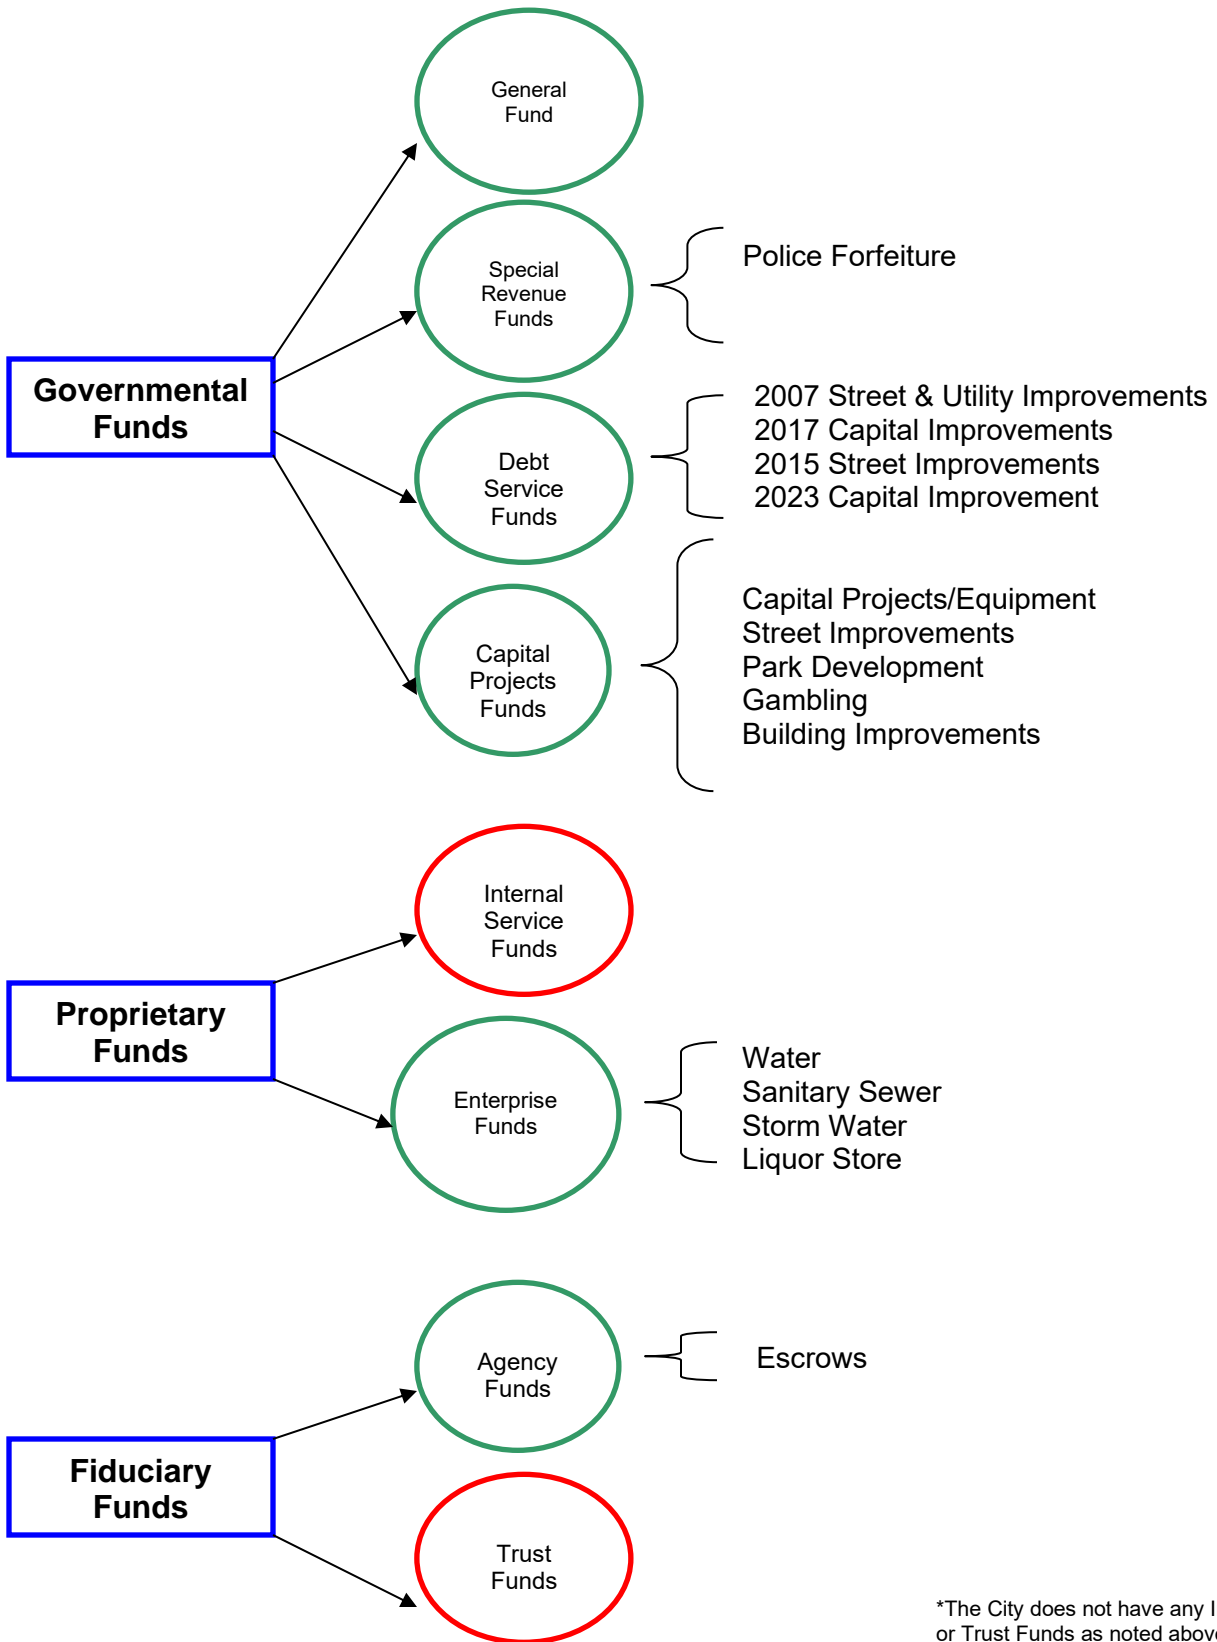 General
Fund
Special
Revenue
Funds
Police Forfeiture
Governmental
Funds
Debt
Service
Funds
2007 Street & Utility Improvements
2017 Capital Improvements
2015 Street Improvements
2023 Capital Improvement
Capital
Projects
Funds
Capital Projects/Equipment
Street Improvements
Park Development
Gambling
Building Improvements
Internal
Service
Funds
Proprietary
Funds
Enterprise
Funds
Water
Sanitary Sewer
Storm Water
Liquor Store
Agency
Funds
Escrows
Fiduciary
Funds
Trust
Funds
*The City does not have any
or Trust Funds as noted above